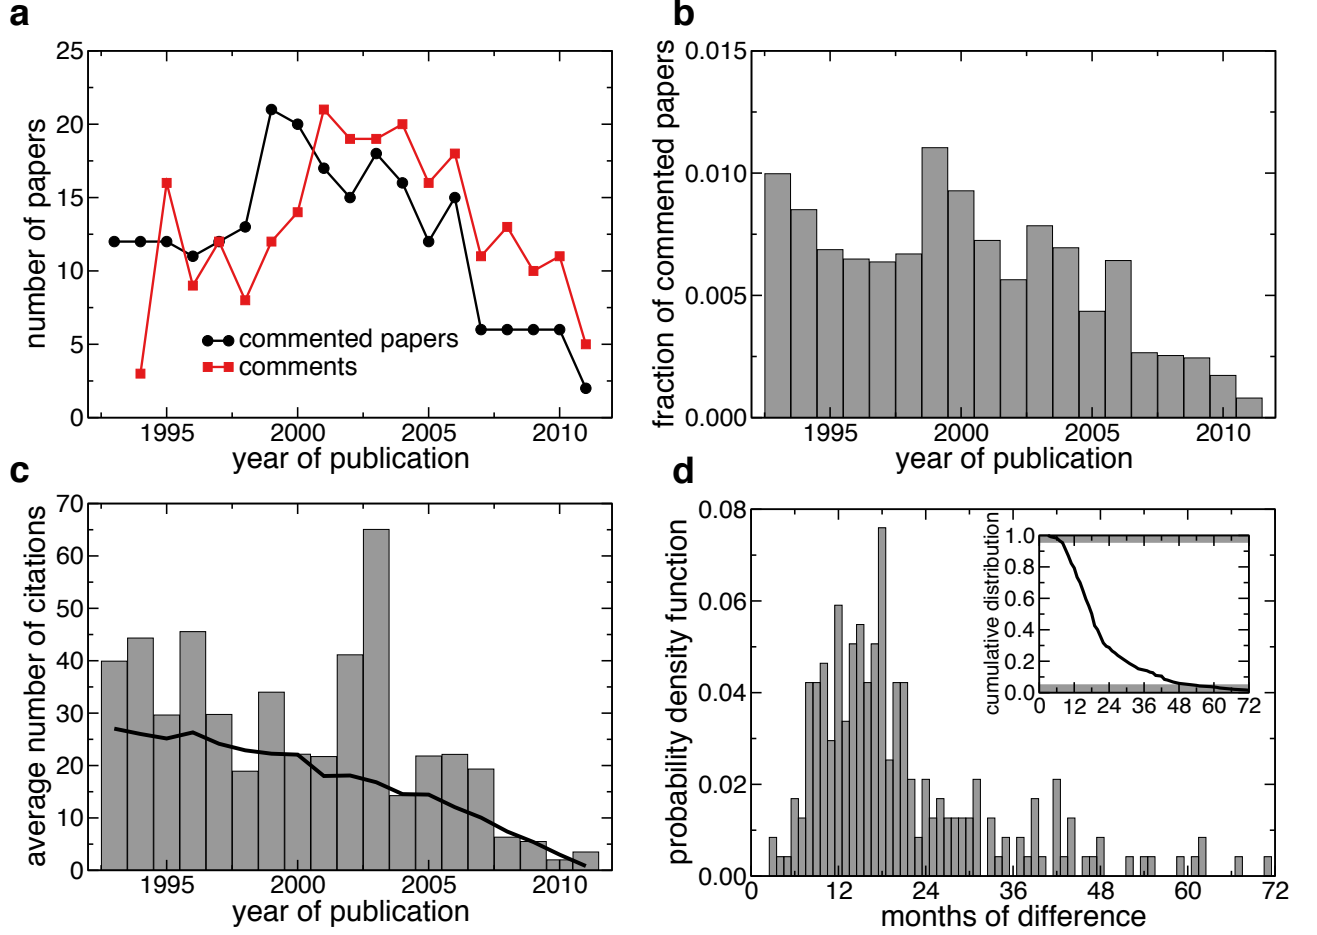 a
25
20
15
10
5
0
number of papers
commented papers
comments
1995 2000 2005 2010
year of publication
b
0.015
0.010
0.005
0.000
fraction of commented papers
1995 2000 2005 2010
year of publication
c
70
60
50
40
30
20
10
0
average number of citations
1995 2000 2005 2010
year of publication
d
0.08
0.06
0.04
0.02
0.00
probability density function
0 12 24 36 48 60 72
months of difference
1.0
0.8
0.6
0.4
0.2
0.0
cumulative distribution
0 12 24 36 48 60 72